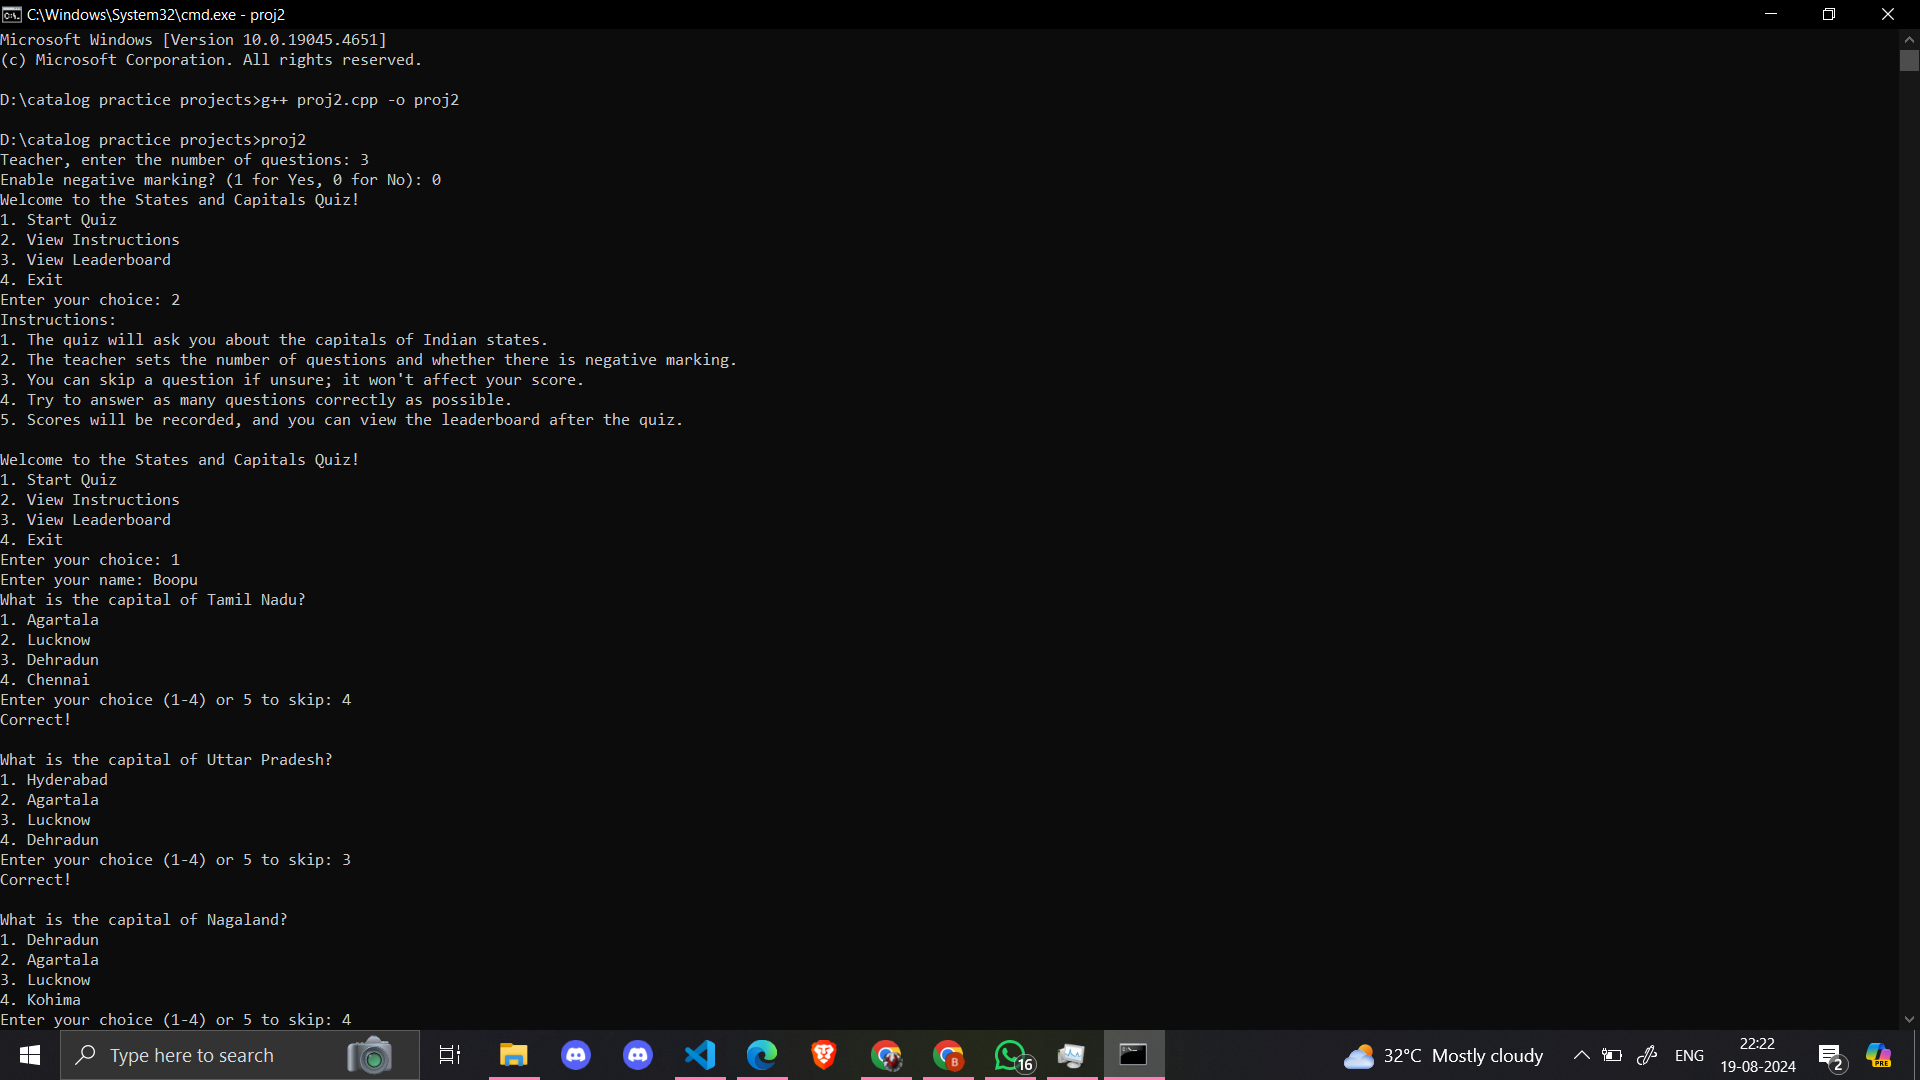 C:\Windows\System32\cmd.exe - proj2
Microsoft Windows [Version 10.0.19045.4651]
(c) Microsoft Corporation. All rights reserved.
D:\catalog practice projects>g++ proj2.cpp -o proj2
D:\catalog practice projects>proj2
Teacher, enter the number of questions: 3
Enable negative marking? (1 for Yes, 0 for No): 0
Welcome to the States and Capitals Quiz!
1. Start Quiz
2. View Instructions
3. View Leaderboard
4. Exit
Enter your choice: 2
Instructions:
1. The quiz will ask you about the capitals of Indian states.
2. The teacher sets the number of questions and whether there is negative marking.
3. You can skip a question if unsure; it won't affect your score.
4. Try to answer as many questions correctly as possible.
5. Scores will be recorded, and you can view the leaderboard after the quiz.
Welcome to the States and Capitals Quiz!
1. Start Quiz
2. View Instructions
3. View Leaderboard
4. Exit
Enter your choice: 1
Enter your name: Boopu
What is the capital of Tamil Nadu?
1. Agartala
2. Lucknow
3. Dehradun
4. Chennai
Enter your choice (1-4) or 5 to skip: 4
Correct!
What is the capital of Uttar Pradesh?
1. Hyderabad
2. Agartala
3. Lucknow
4. Dehradun
Enter your choice (1-4) or 5 to skip: 3
Correct!
What is the capital of Nagaland?
1. Dehradun
2. Agartala
3. Lucknow
4. Kohima
Enter your choice (1-4) or 5 to skip: 4
Type here to search
B
16
32°C Mostly cloudy
ENG
22:22
19-08-2024
2
PRE